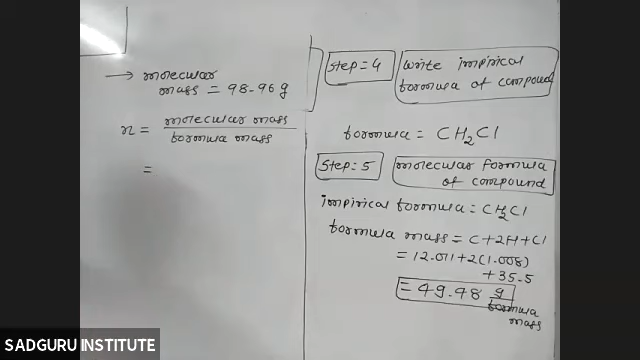 → molecular
mass = 98.96 g
n = molecular mass
formula mass
=
Step=4
Write impirical
formula of compound
formula = CH2Cl
Step:5
molecular formula
of compound
impirical formula = CH2Cl
formula mass = C+2H+Cl
= 12.011+2(1.008)
+35.5
= 49.48 g
formula
mass
SADGURU INSTITUTE